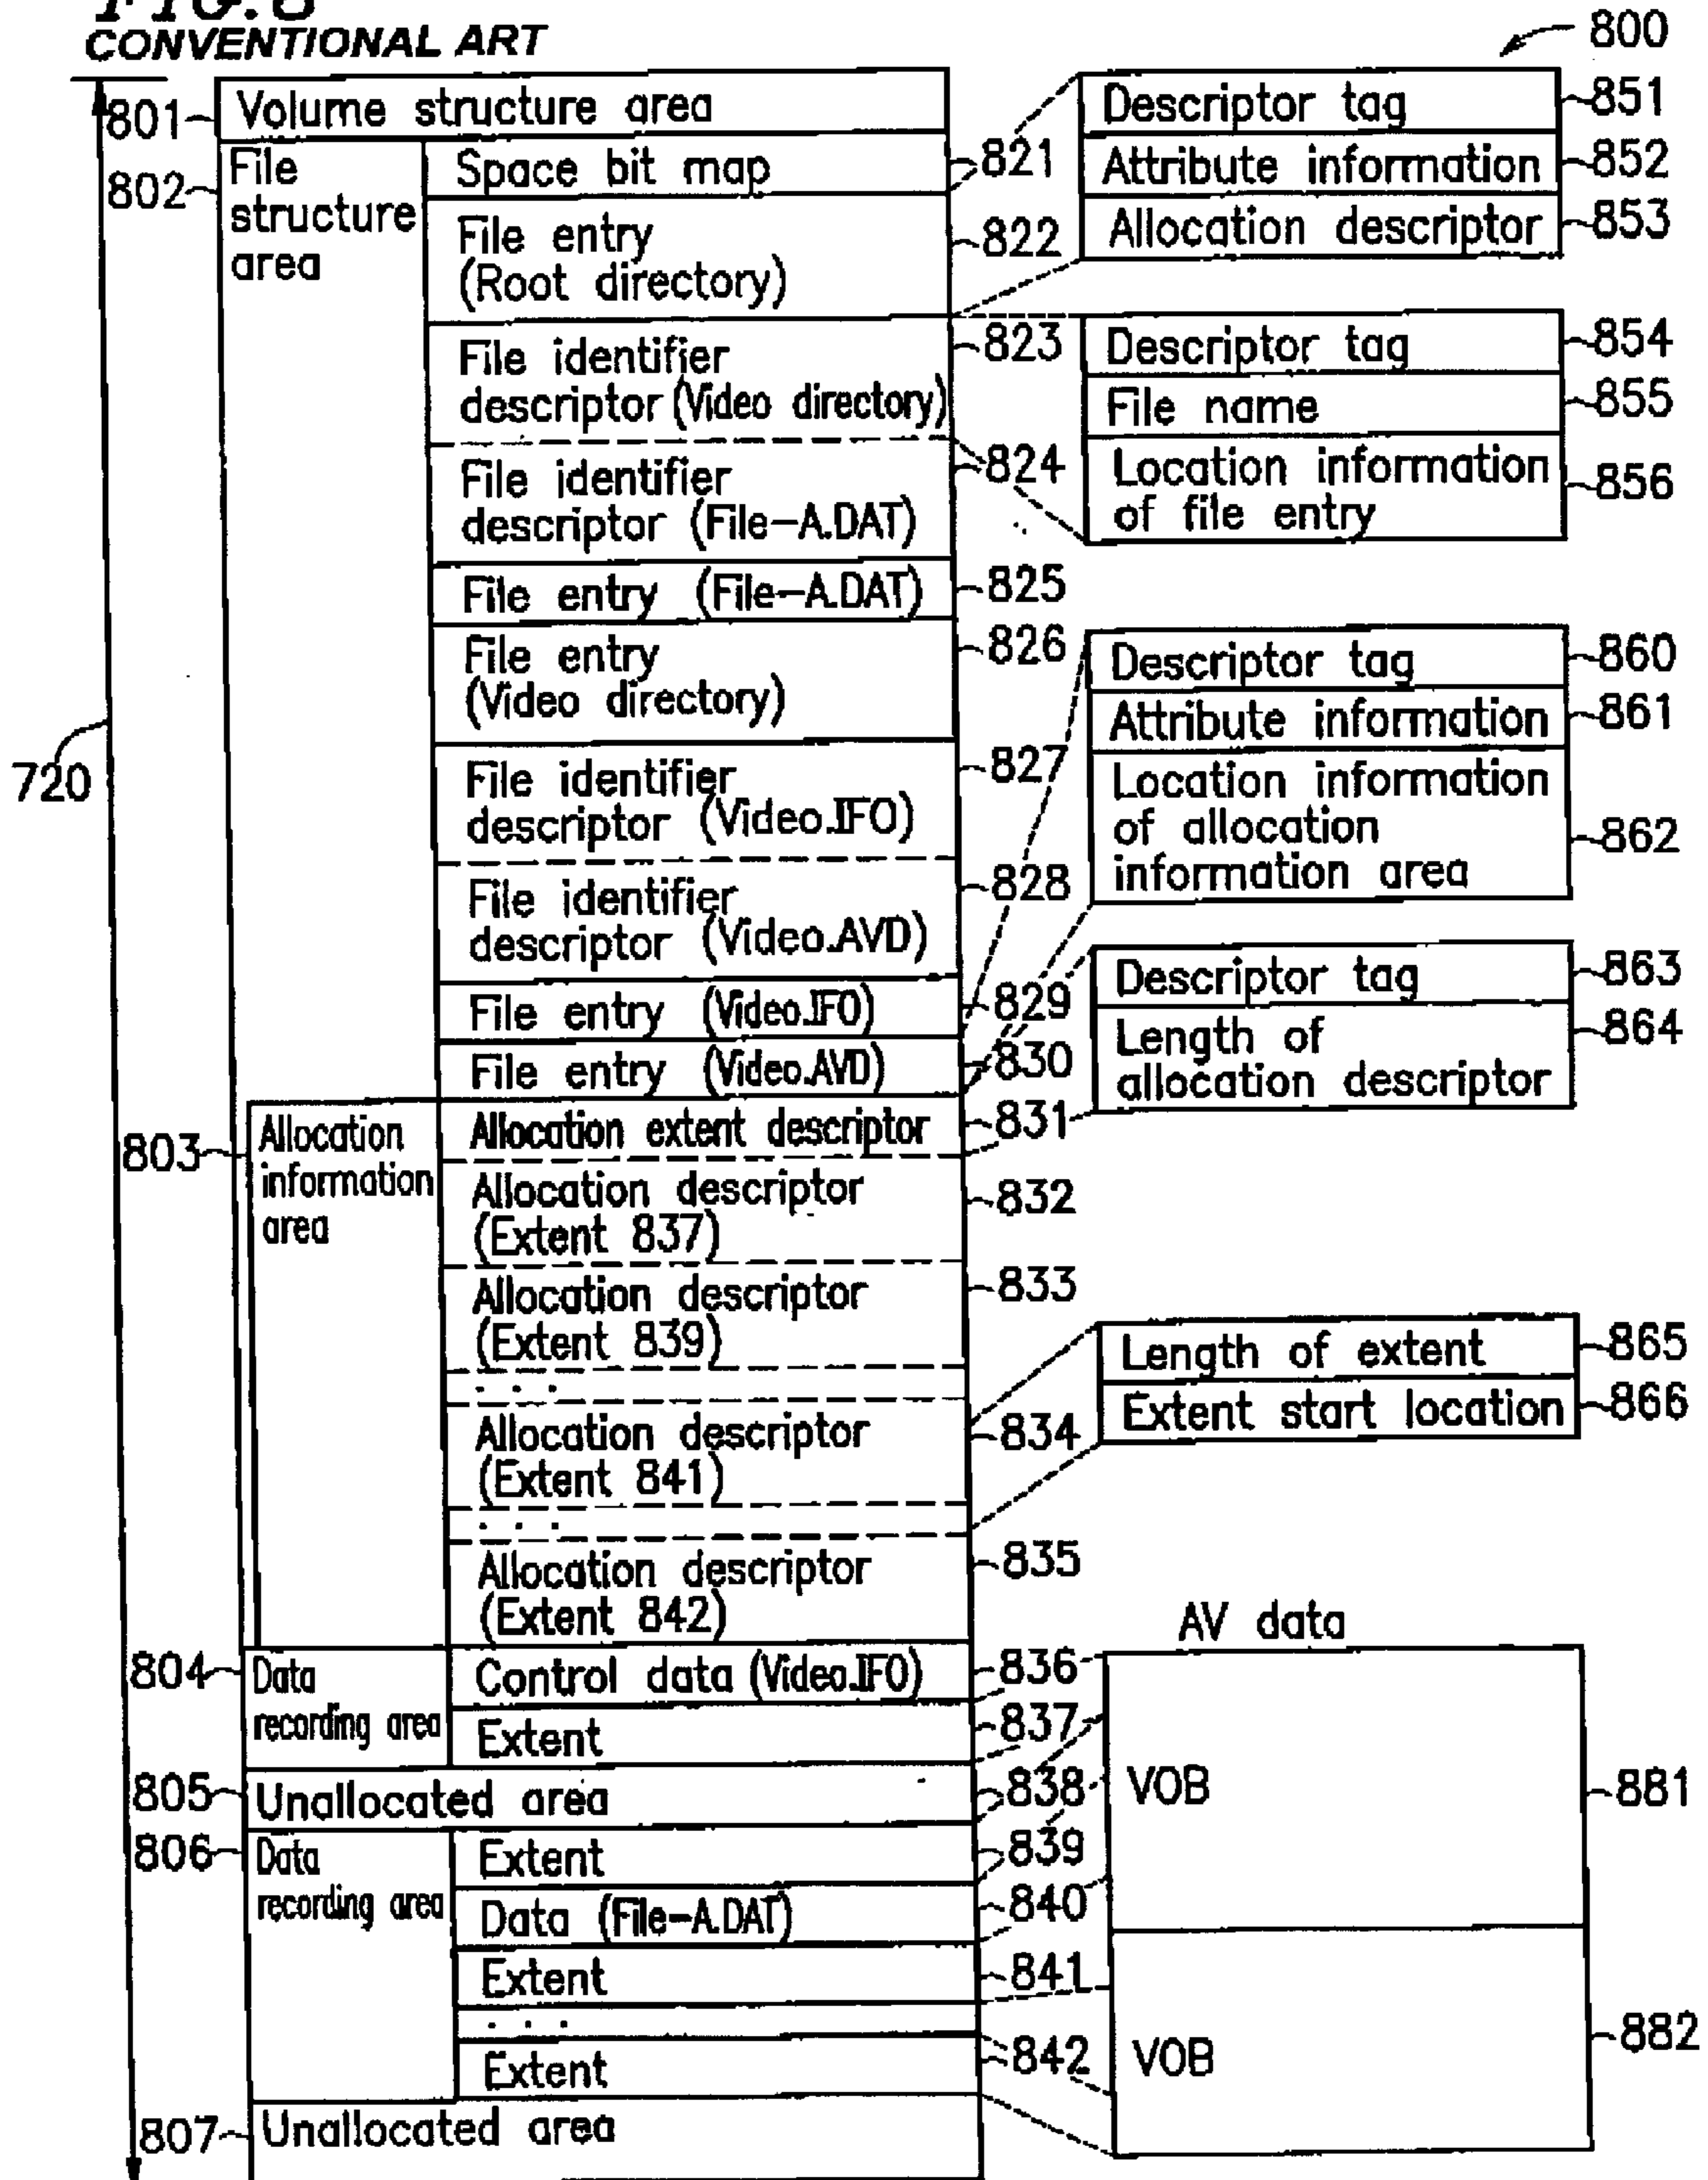 FIG. 8
CONVENTIONAL ART
800
720
801
Volume structure area
802
File
structure
area
Space bit map
821
File entry
(Root directory)
822
File identifier
descriptor (Video directory)
823
File identifier
descriptor (File-A.DAT)
824
File entry (File-A.DAT)
825
File entry
(Video directory)
826
File identifier
descriptor (Video.IFO)
827
File identifier
descriptor (Video.AVD)
828
File entry (Video.IFO)
829
File entry (Video.AVD)
830
803
Allocation
information
area
Allocation extent descriptor
831
Allocation descriptor
(Extent 837)
832
Allocation descriptor
(Extent 839)
833
. . .
Allocation descriptor
(Extent 841)
834
. . .
Allocation descriptor
(Extent 842)
835
804
Data
recording area
Control data (Video.IFO)
836
Extent
837
805
Unallocated area
838
806
Data
recording area
Extent
839
Data (File-A.DAT)
840
Extent
841
. . .
Extent
842
807
Unallocated area
Descriptor tag
851
Attribute information
852
Allocation descriptor
853
Descriptor tag
854
File name
855
Location information
of file entry
856
Descriptor tag
860
Attribute information
861
Location information
of allocation
information area
862
Descriptor tag
863
Length of
allocation descriptor
864
Length of extent
865
Extent start location
866
AV data
VOB
881
VOB
882